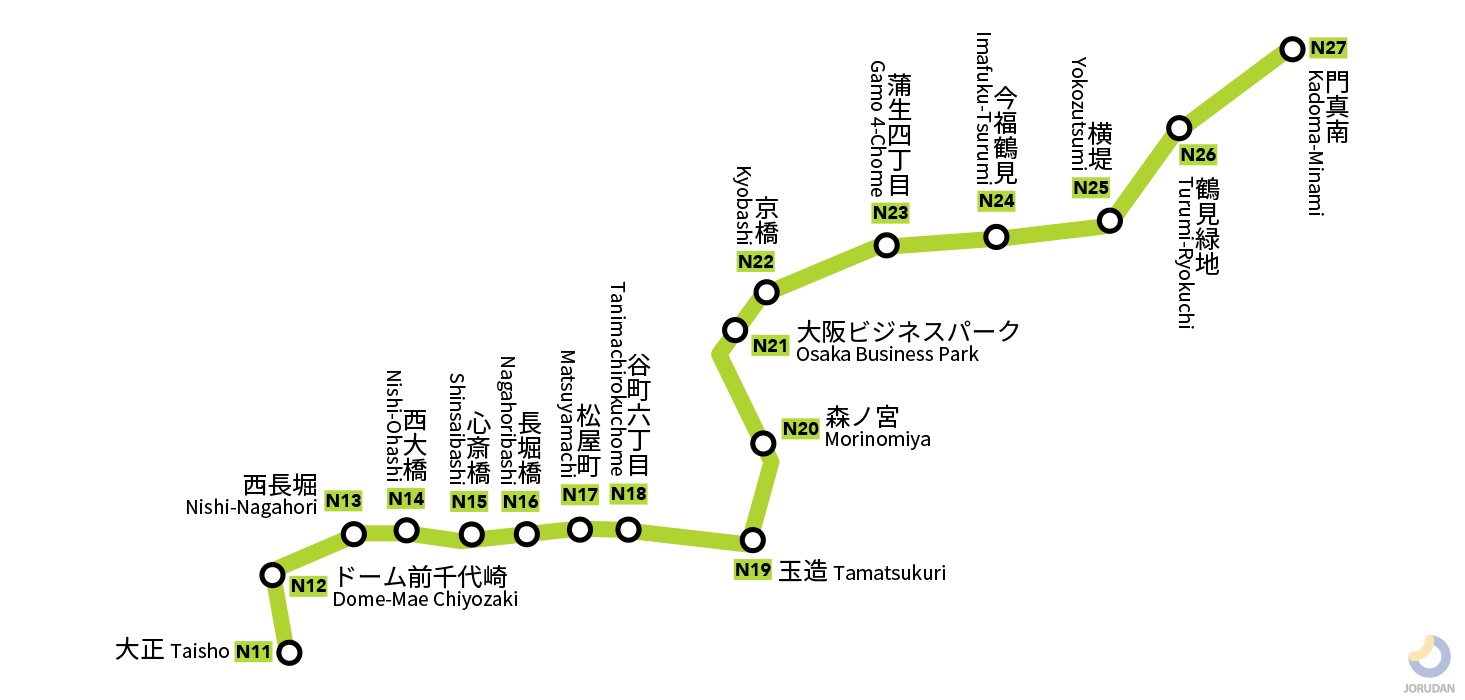 大正 Taisho N11
N12 ドーム前千代崎
Dome-Mae Chiyozaki
西長堀
Nishi-Nagahori
N13
西大橋
Nishi-Ohashi
N14
心斎橋
Shinsaibashi
N15
長堀橋
Nagahoribashi
N16
松屋町
Matsuyamachi
N17
谷町六丁目
Tanimachirokuchome
N18
N19 玉造 Tamatsukuri
N20 森ノ宮
Morinomiya
N21 大阪ビジネスパーク
Osaka Business Park
京橋
Kyobashi
N22
蒲生四丁目
Gamo 4-Chome
N23
今福鶴見
Imafuku-Tsurumi
N24
横堤
Yokozutsumi
N25
N26
鶴見緑地
Turumi-Ryokuchi
N27
門真南
Kadoma-Minami
JORUDAN